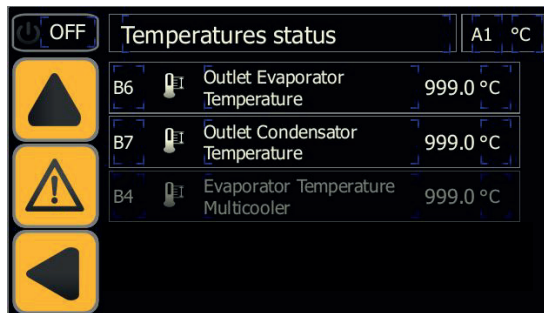 OFF
Temperatures status
A1 °C
B6
Outlet Evaporator
Temperature
999.0 °C
B7
Outlet Condensator
Temperature
999.0 °C
B4
Evaporator Temperature
Multicooler
999.0 °C